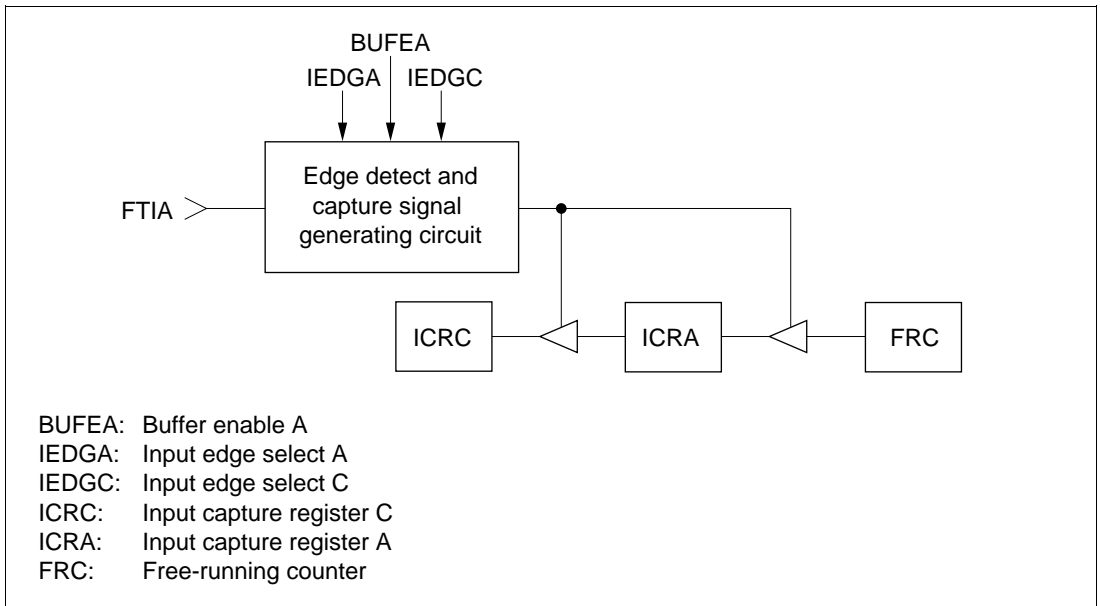 BUFEA
IEDGA IEDGC
FTIA
Edge detect and
capture signal
generating circuit
ICRC
ICRA
FRC
BUFEA: Buffer enable A
IEDGA: Input edge select A
IEDGC: Input edge select C
ICRC: Input capture register C
ICRA: Input capture register A
FRC: Free-running counter